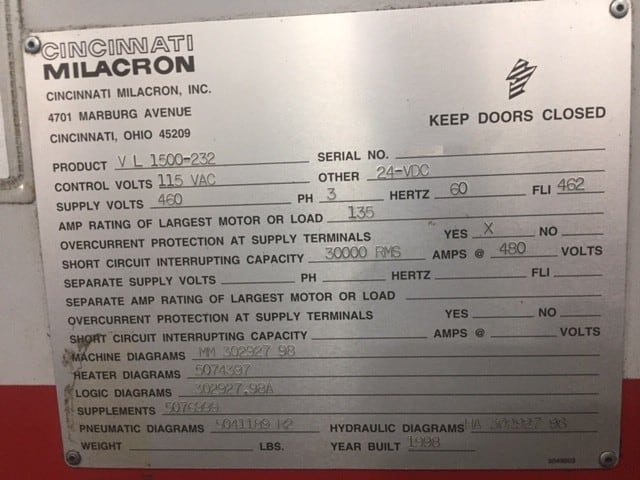 CINCINNATI
MILACRON
CINCINNATI MILACRON, INC.
4701 MARBURG AVENUE
CINCINNATI, OHIO 45209
KEEP DOORS CLOSED
PRODUCT V L 1500-232 SERIAL NO.
CONTROL VOLTS 115 VAC OTHER 24-VDC
SUPPLY VOLTS 460 PH 3 HERTZ 60 FLI 462
AMP RATING OF LARGEST MOTOR OR LOAD 135
OVERCURRENT PROTECTION AT SUPPLY TERMINALS YES X NO
SHORT CIRCUIT INTERRUPTING CAPACITY 30000 RMS AMPS @ 480 VOLTS
SEPARATE SUPPLY VOLTS PH HERTZ FLI
SEPARATE AMP RATING OF LARGEST MOTOR OR LOAD
OVERCURRENT PROTECTION AT SUPPLY TERMINALS YES NO
SHORT CIRCUIT INTERRUPTING CAPACITY AMPS @ VOLTS
MACHINE DIAGRAMS MM 302927 98
HEATER DIAGRAMS 5074397
LOGIC DIAGRAMS 302927.98A
SUPPLEMENTS
PNEUMATIC DIAGRAMS HYDRAULIC DIAGRAMS HA 302927 98
WEIGHT LBS. YEAR BUILT 1998